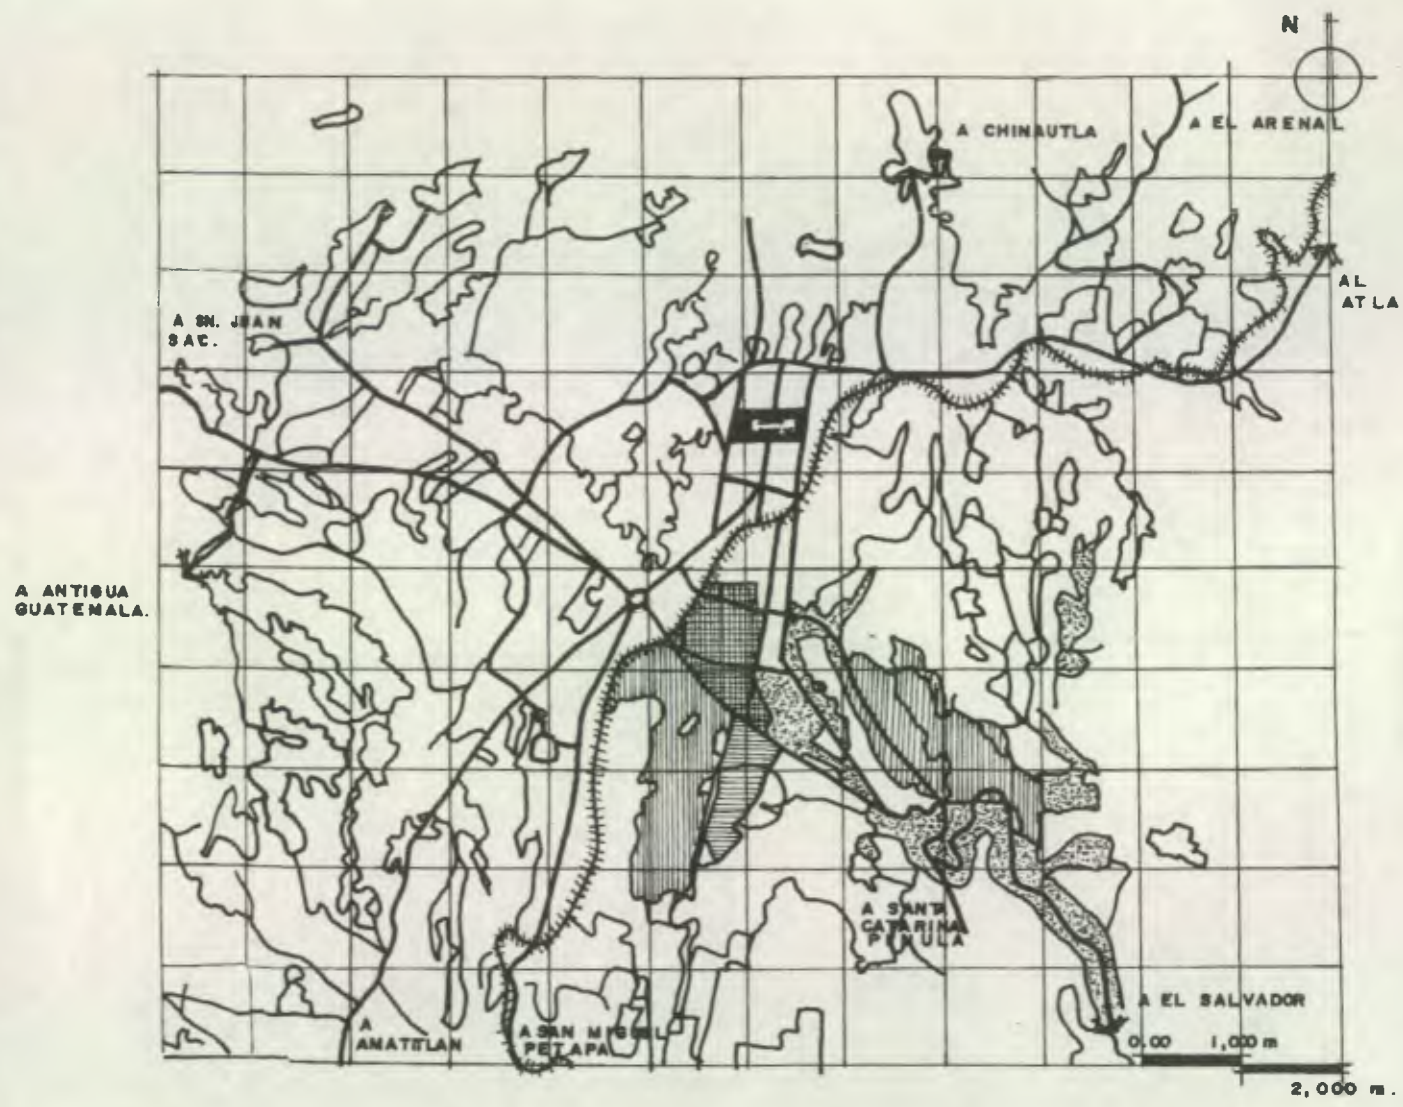 N
A CHINAUTLA
A EL ARENAL
AL
ATLA
A SN. JUAN
SAC.
A ANTIGUA
GUATEMALA.
A SANTA
CATARINA
PINULA
A EL SALVADOR
A
AMATITLAN
A SAN MIGUEL
PETAPA
0.00 1,000 m
2,000 m.